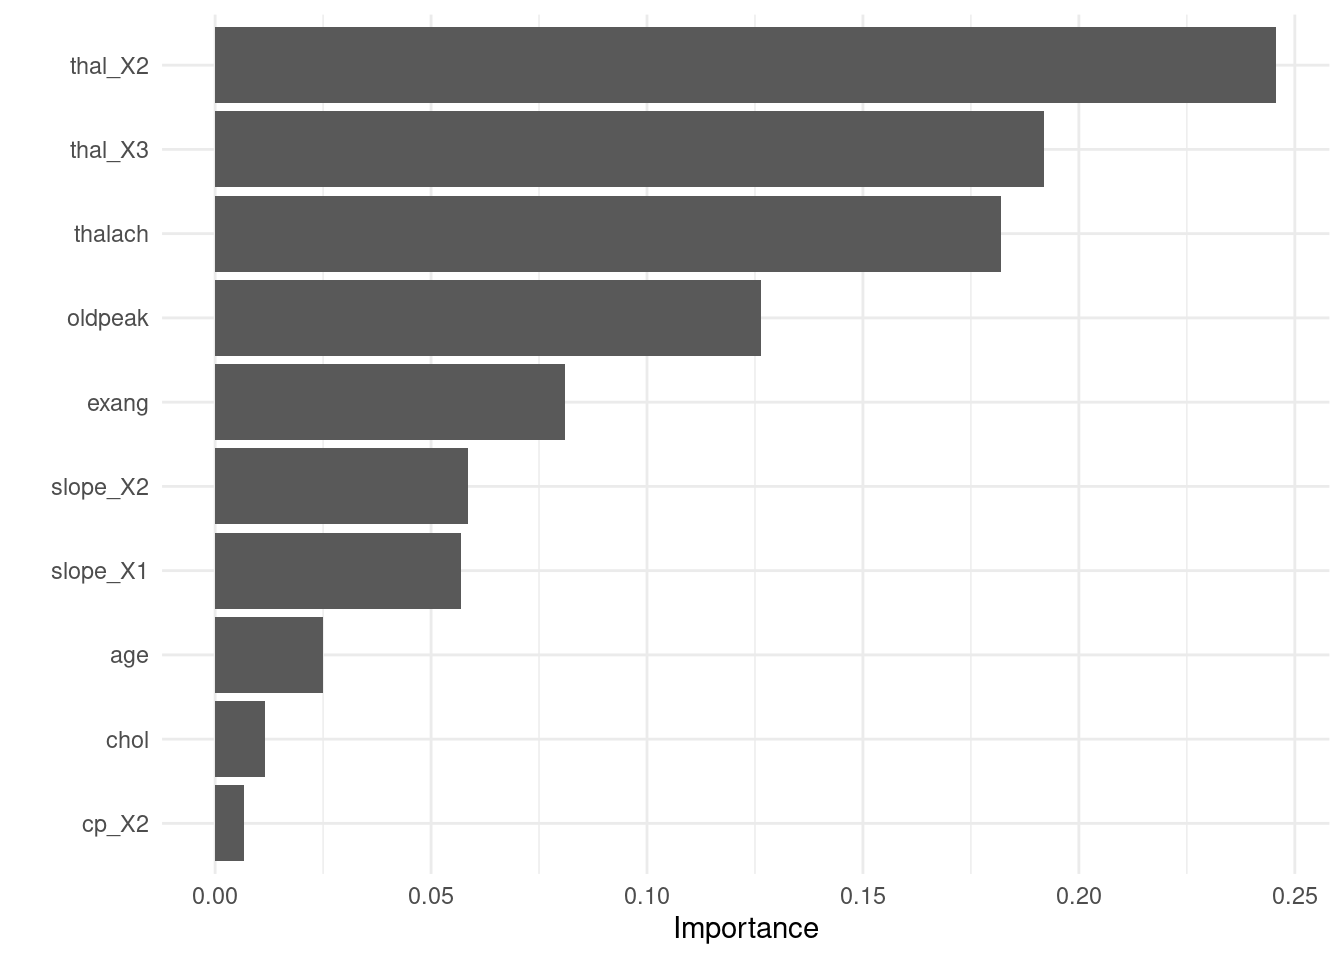 thal_X2
thal_X3
thalach
oldpeak
exang
slope_X2
slope_X1
age
chol
cp_X2
0.00 0.05 0.10 0.15 0.20 0.25
Importance